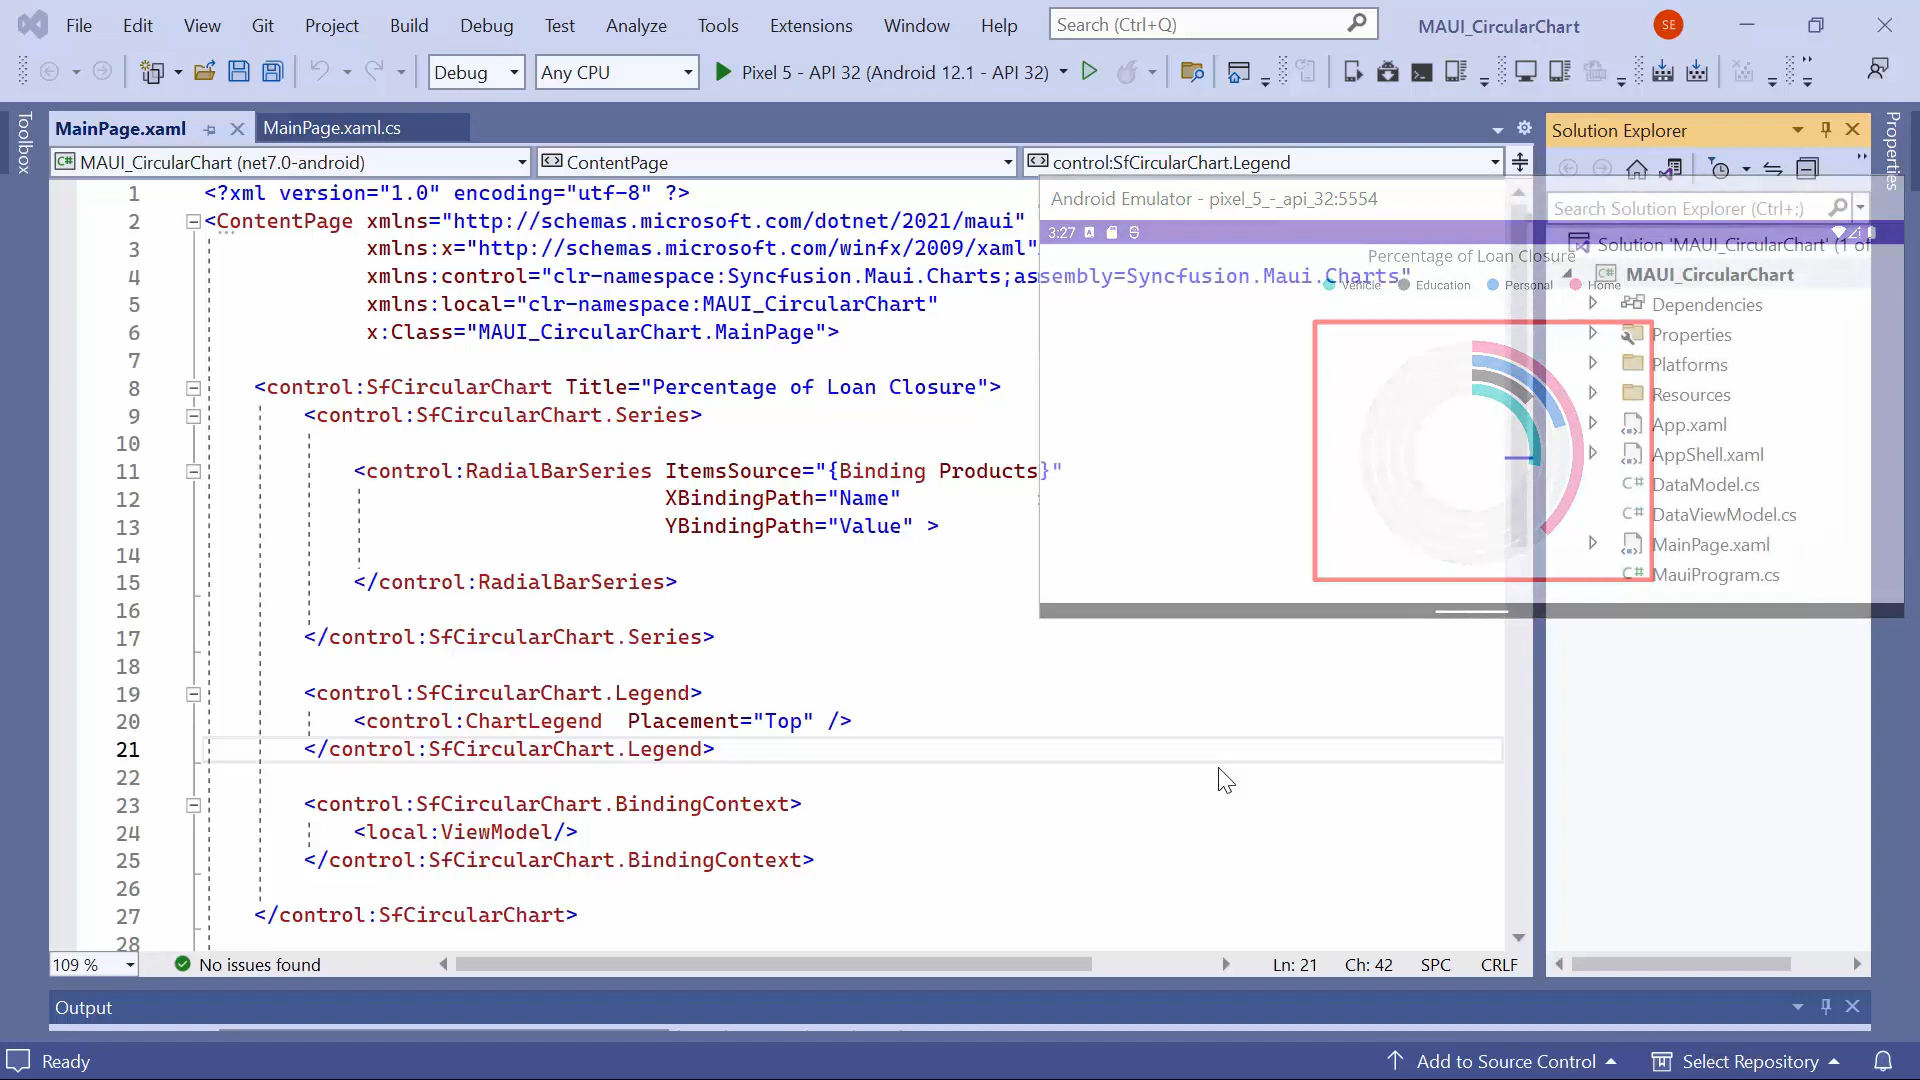 File Edit View Git Project Build Debug Test Analyze Tools Extensions Window Help Search (Ctrl+Q) MAUI_CircularChart SE
Debug Any CPU Pixel 5 - API 32 (Android 12.1 - API 32)
Toolbox
MainPage.xaml MainPage.xaml.cs
MAUI_CircularChart (net7.0-android) ContentPage control:SfCircularChart.Legend
1 <?xml version="1.0" encoding="utf-8" ?>
2 <ContentPage xmlns="http://schemas.microsoft.com/dotnet/2021/maui"
3 xmlns:x="http://schemas.microsoft.com/winfx/2009/xaml"
4 xmlns:control="clr-namespace:Syncfusion.Maui.Charts;assembly=Syncfusion.Maui.Charts"
5 xmlns:local="clr-namespace:MAUI_CircularChart"
6 x:Class="MAUI_CircularChart.MainPage">
7
8 <control:SfCircularChart Title="Percentage of Loan Closure">
9 <control:SfCircularChart.Series>
10
11 <control:RadialBarSeries ItemsSource="{Binding Products}"
12 XBindingPath="Name"
13 YBindingPath="Value" >
14
15 </control:RadialBarSeries>
16
17 </control:SfCircularChart.Series>
18
19 <control:SfCircularChart.Legend>
20 <control:ChartLegend Placement="Top" />
21 </control:SfCircularChart.Legend>
22
23 <control:SfCircularChart.BindingContext>
24 <local:ViewModel/>
25 </control:SfCircularChart.BindingContext>
26
27 </control:SfCircularChart>
28
Android Emulator - pixel_5_-_api_32:5554
3:27
Percentage of Loan Closure
Vehicle Education Personal Home
Solution Explorer
Search Solution Explorer (Ctrl+;)
Solution 'MAUI_CircularChart' (1 of
MAUI_CircularChart
Dependencies
Properties
Platforms
Resources
App.xaml
AppShell.xaml
DataModel.cs
DataViewModel.cs
MainPage.xaml
MauiProgram.cs
Properties
109 % No issues found Ln: 21 Ch: 42 SPC CRLF
Output
Ready Add to Source Control Select Repository